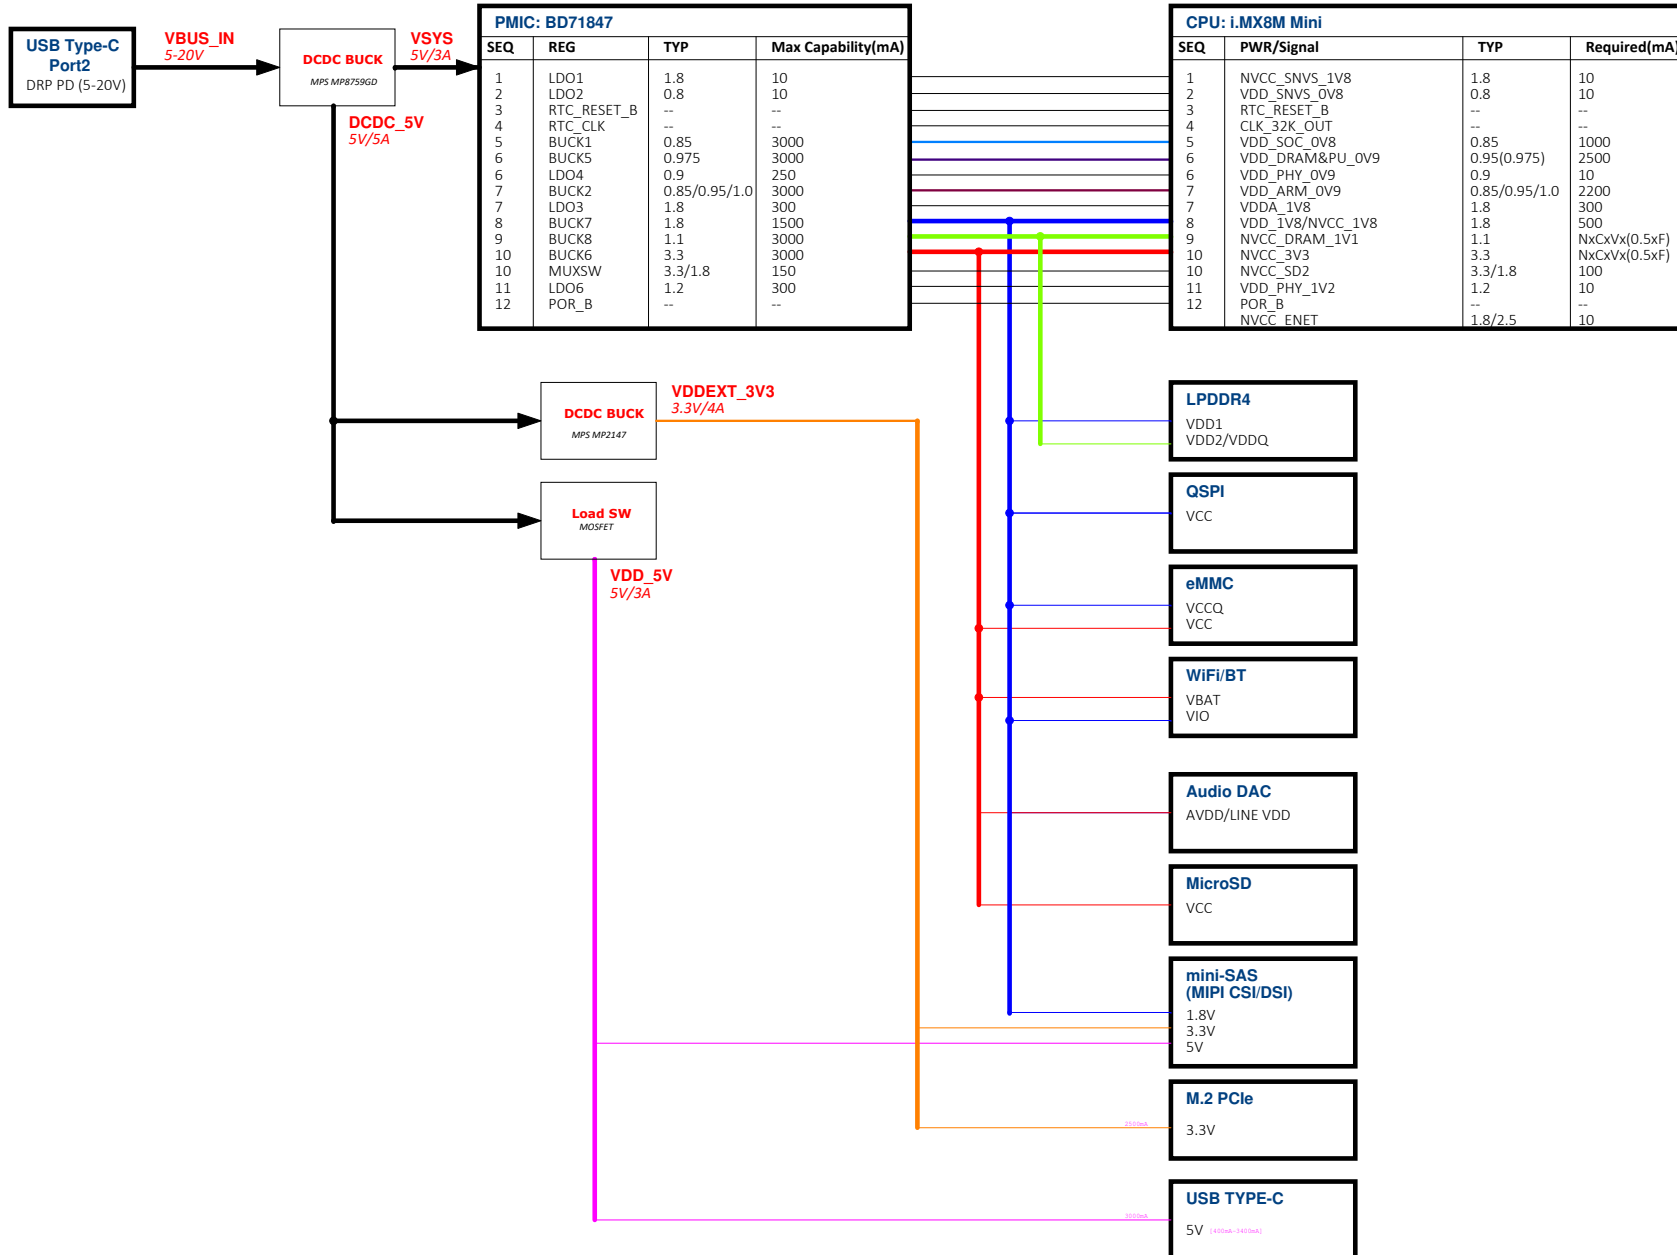 USB Type-C
Port2
DRP PD (5-20V)
VBUS_IN
5-20V
DCDC BUCK
MPS MP8759GD
VSYS
5V/3A
DCDC_5V
5V/5A
PMIC: BD71847
SEQ REG TYP Max Capability(mA)
1 LDO1 1.8 10
2 LDO2 0.8 10
3 RTC_RESET_B -- --
4 RTC_CLK -- --
5 BUCK1 0.85 3000
6 BUCK5 0.975 3000
6 LDO4 0.9 250
7 BUCK2 0.85/0.95/1.0 3000
7 LDO3 1.8 300
8 BUCK7 1.8 1500
9 BUCK8 1.1 3000
10 BUCK6 3.3 3000
10 MUXSW 3.3/1.8 150
11 LDO6 1.2 300
12 POR_B -- --
CPU: i.MX8M Mini
SEQ PWR/Signal TYP Required(mA)
1 NVCC_SNVS_1V8 1.8 10
2 VDD_SNVS_0V8 0.8 10
3 RTC_RESET_B -- --
4 CLK_32K_OUT -- --
5 VDD_SOC_0V8 0.85 1000
6 VDD_DRAM&PU_0V9 0.95(0.975) 2500
6 VDD_PHY_0V9 0.9 10
7 VDD_ARM_0V9 0.85/0.95/1.0 2200
7 VDDA_1V8 1.8 300
8 VDD_1V8/NVCC_1V8 1.8 500
9 NVCC_DRAM_1V1 1.1 NxCxVx(0.5xF)
10 NVCC_3V3 3.3 NxCxVx(0.5xF)
10 NVCC_SD2 3.3/1.8 100
11 VDD_PHY_1V2 1.2 10
12 POR_B -- --
NVCC_ENET 1.8/2.5 10
DCDC BUCK
MPS MP2147
VDDEXT_3V3
3.3V/4A
Load SW
MOSFET
VDD_5V
5V/3A
LPDDR4
VDD1
VDD2/VDDQ
QSPI
VCC
eMMC
VCCQ
VCC
WiFi/BT
VBAT
VIO
Audio DAC
AVDD/LINE VDD
MicroSD
VCC
mini-SAS
(MIPI CSI/DSI)
1.8V
3.3V
5V
M.2 PCIe
2500mA
3.3V
USB TYPE-C
3000mA
5V (400mA-3400mA)